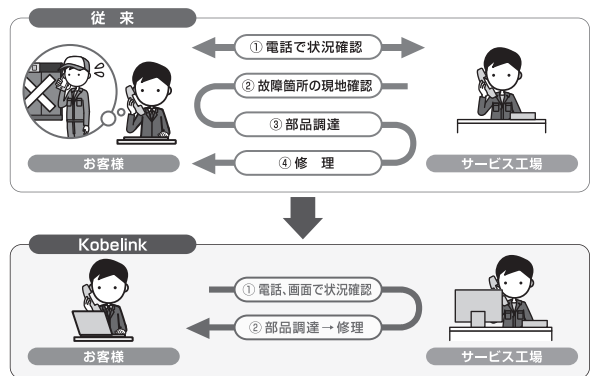 従来
① 電話で状況確認
② 故障箇所の現地確認
③ 部品調達
④ 修 理
お客様
サービス工場
Kobelink
① 電話、画面で状況確認
② 部品調達→修理
お客様
サービス工場